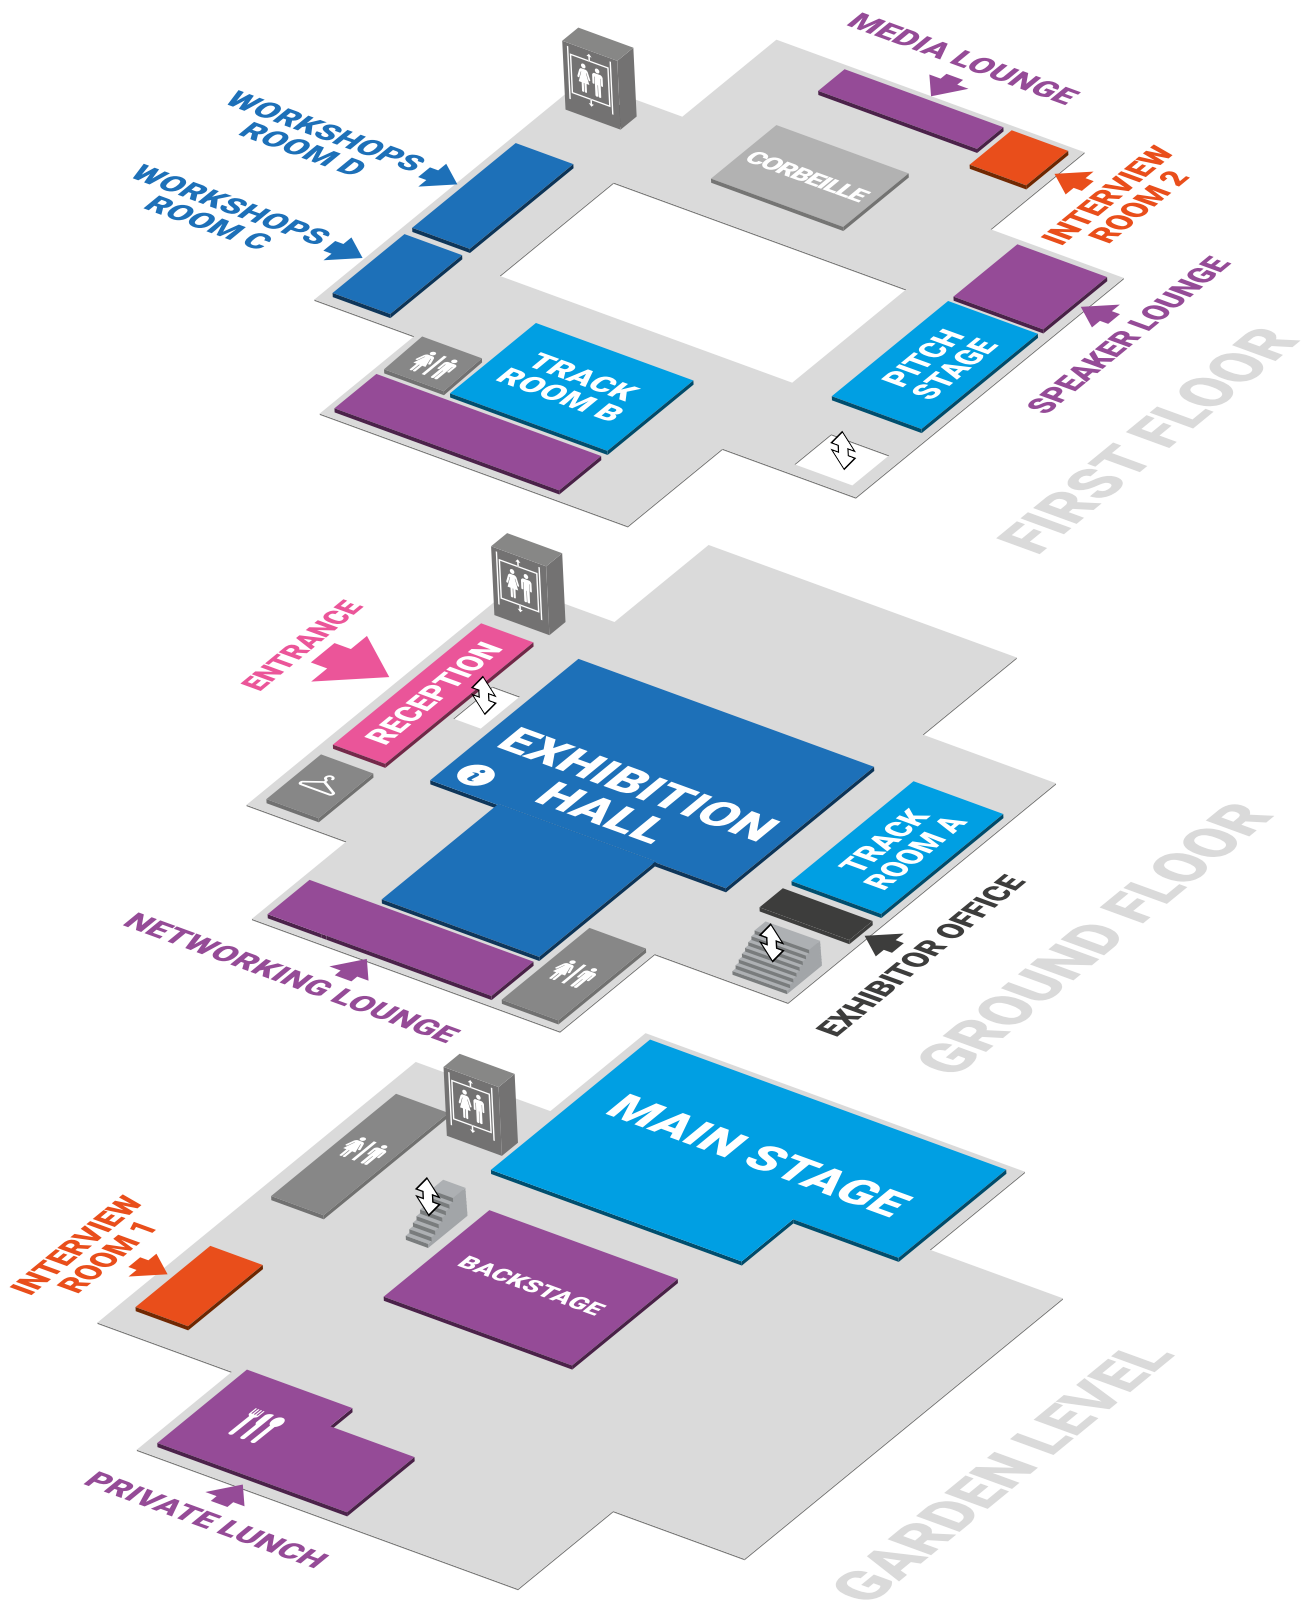 MEDIA LOUNGE
WORKSHOPS
ROOM D
WORKSHOPS
ROOM C
CORBEILLE
INTERVIEW
ROOM 2
SPEAKER LOUNGE
PITCH
STAGE
TRACK
ROOM B
FIRST FLOOR
ENTRANCE
RECEPTION
EXHIBITION
HALL
i
TRACK
ROOM A
EXHIBITOR OFFICE
NETWORKING LOUNGE
GROUND FLOOR
MAIN STAGE
BACKSTAGE
INTERVIEW
ROOM 1
PRIVATE LUNCH
GARDEN LEVEL